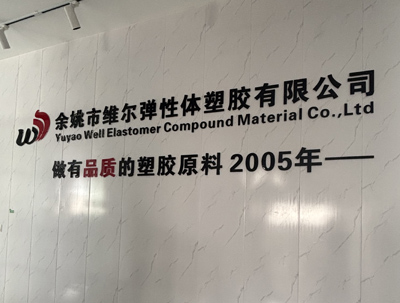 余姚市维尔弹性体塑胶有限公司
Yuyao Well Elastomer Compound Material Co.,Ltd
做有品质的塑胶原料 2005年——